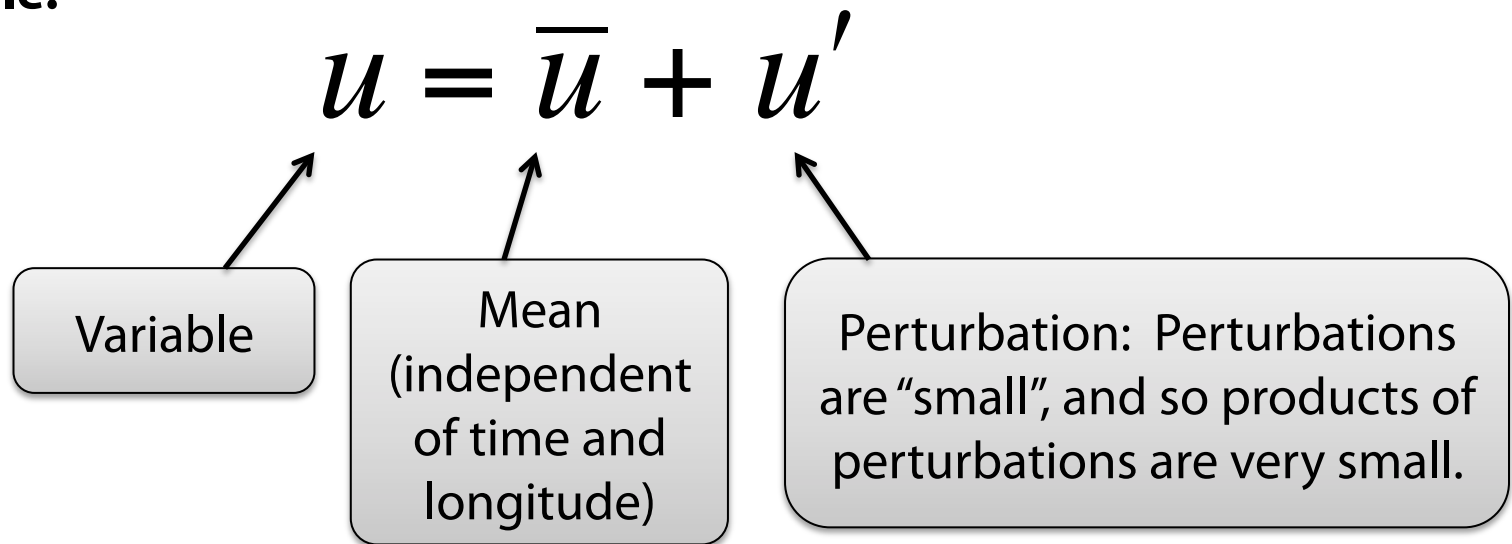 u = u̅ + u′
Variable
Mean
(independent
of time and
longitude)
Perturbation: Perturbations
are “small”, and so products of
perturbations are very small.